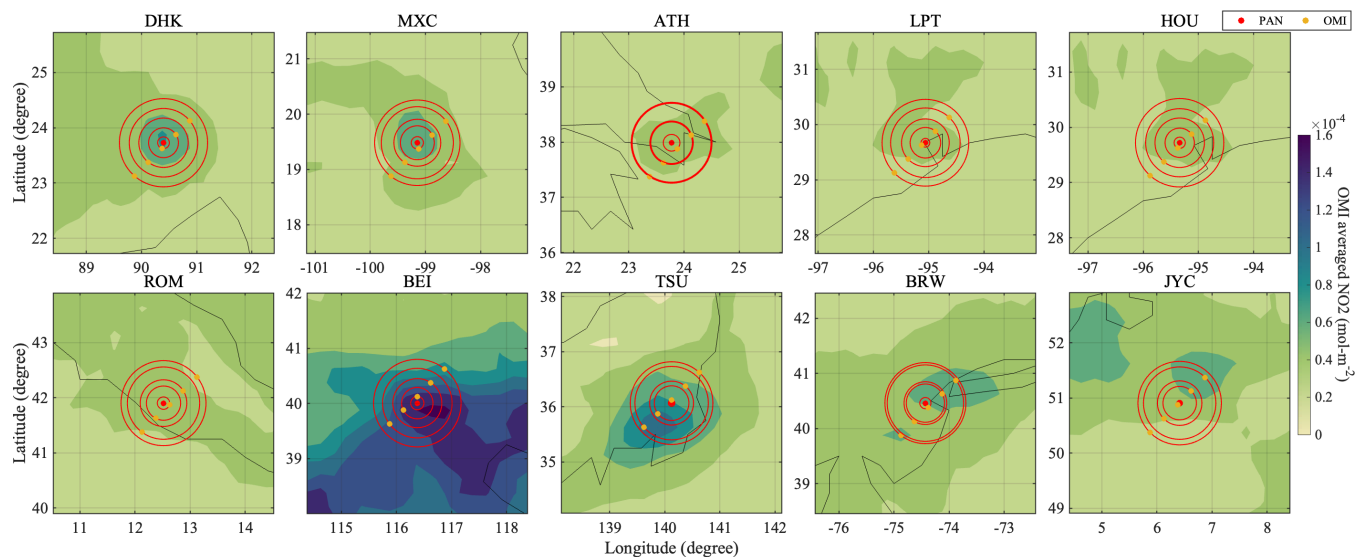 DHK MXC ATH LPT HOU
PAN OMI
Latitude (degree)
25 24 23 22
89 90 91 92
21 20 19 18
-101 -100 -99 -98
39 38 37 36
22 23 24 25
31 30 29 28
-97 -96 -95 -94
31 30 29 28
-97 -96 -95 -94
ROM BEI TSU BRW JYC
Latitude (degree)
43 42 41 40
11 12 13 14
42 41 40 39
115 116 117 118
38 37 36 35
139 140 141 142
42 41 40 39
-76 -75 -74 -73
52 51 50 49
5 6 7 8
Longitude (degree)
×10⁻⁴
1.6
1.4
1.2
1
0.8
0.6
0.4
0.2
0
OMI averaged NO2 (mol-m⁻²)